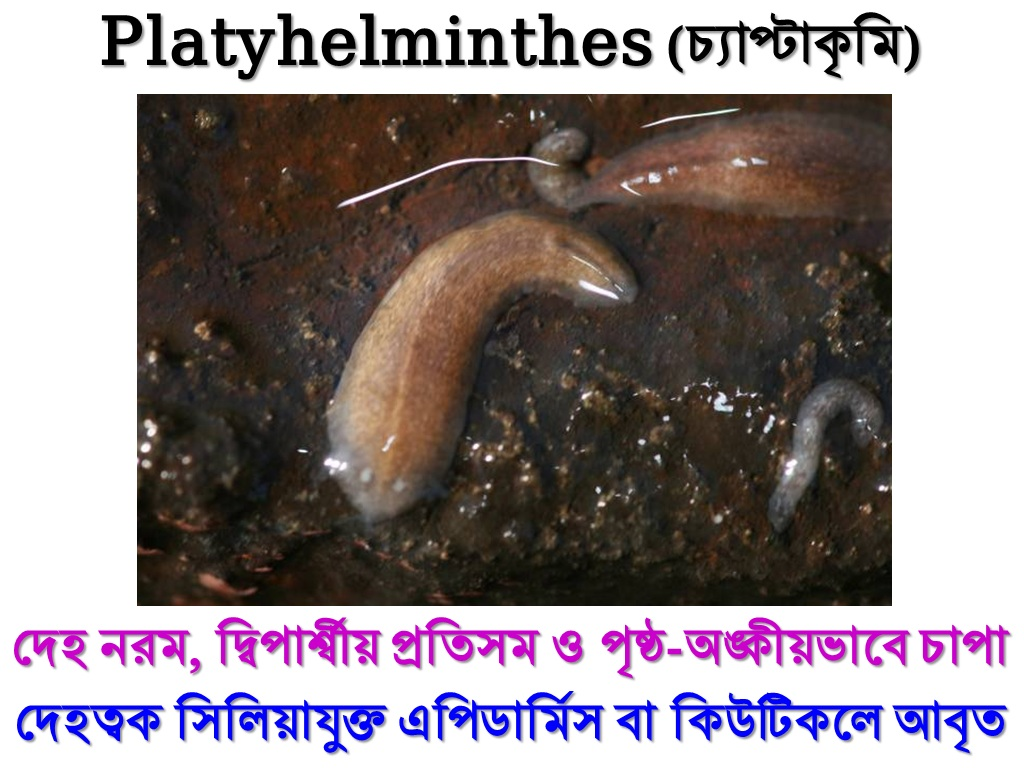 Platyhelminthes (চ্যাপ্টাকৃমি)
দেহ নরম, দ্বিপার্শ্বীয় প্রতিসম ও পৃষ্ঠ-অঙ্কীয়ভাবে চাপা
দেহত্বক সিলিয়াযুক্ত এপিডার্মিস বা কিউটিকলে আবৃত